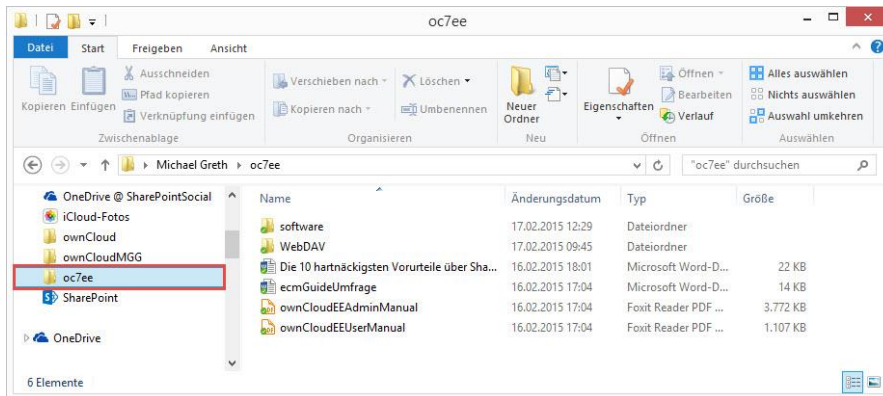 oc7ee
Datei Start Freigeben Ansicht
Kopieren Einfügen
Ausschneiden
Pfad kopieren
Verknüpfung einfügen
Zwischenablage
Verschieben nach
Kopieren nach
Löschen
Umbenennen
Organisieren
Neuer Ordner
Neu
Eigenschaften
Öffnen
Bearbeiten
Verlauf
Öffnen
Alles auswählen
Nichts auswählen
Auswahl umkehren
Auswählen
Michael Greth oc7ee
"oc7ee" durchsuchen
OneDrive @ SharePointSocial
iCloud-Fotos
ownCloud
ownCloudMGG
oc7ee
SharePoint
OneDrive
Name Änderungsdatum Typ Größe
software 17.02.2015 12:29 Dateiordner
WebDAV 17.02.2015 09:45 Dateiordner
Die 10 hartnäckigsten Vorurteile über Sha... 16.02.2015 18:01 Microsoft Word-D... 22 KB
ecmGuideUmfrage 16.02.2015 17:04 Microsoft Word-D... 14 KB
ownCloudEEAdminManual 16.02.2015 17:04 Foxit Reader PDF ... 3.772 KB
ownCloudEEUserManual 16.02.2015 17:04 Foxit Reader PDF ... 1.107 KB
6 Elemente